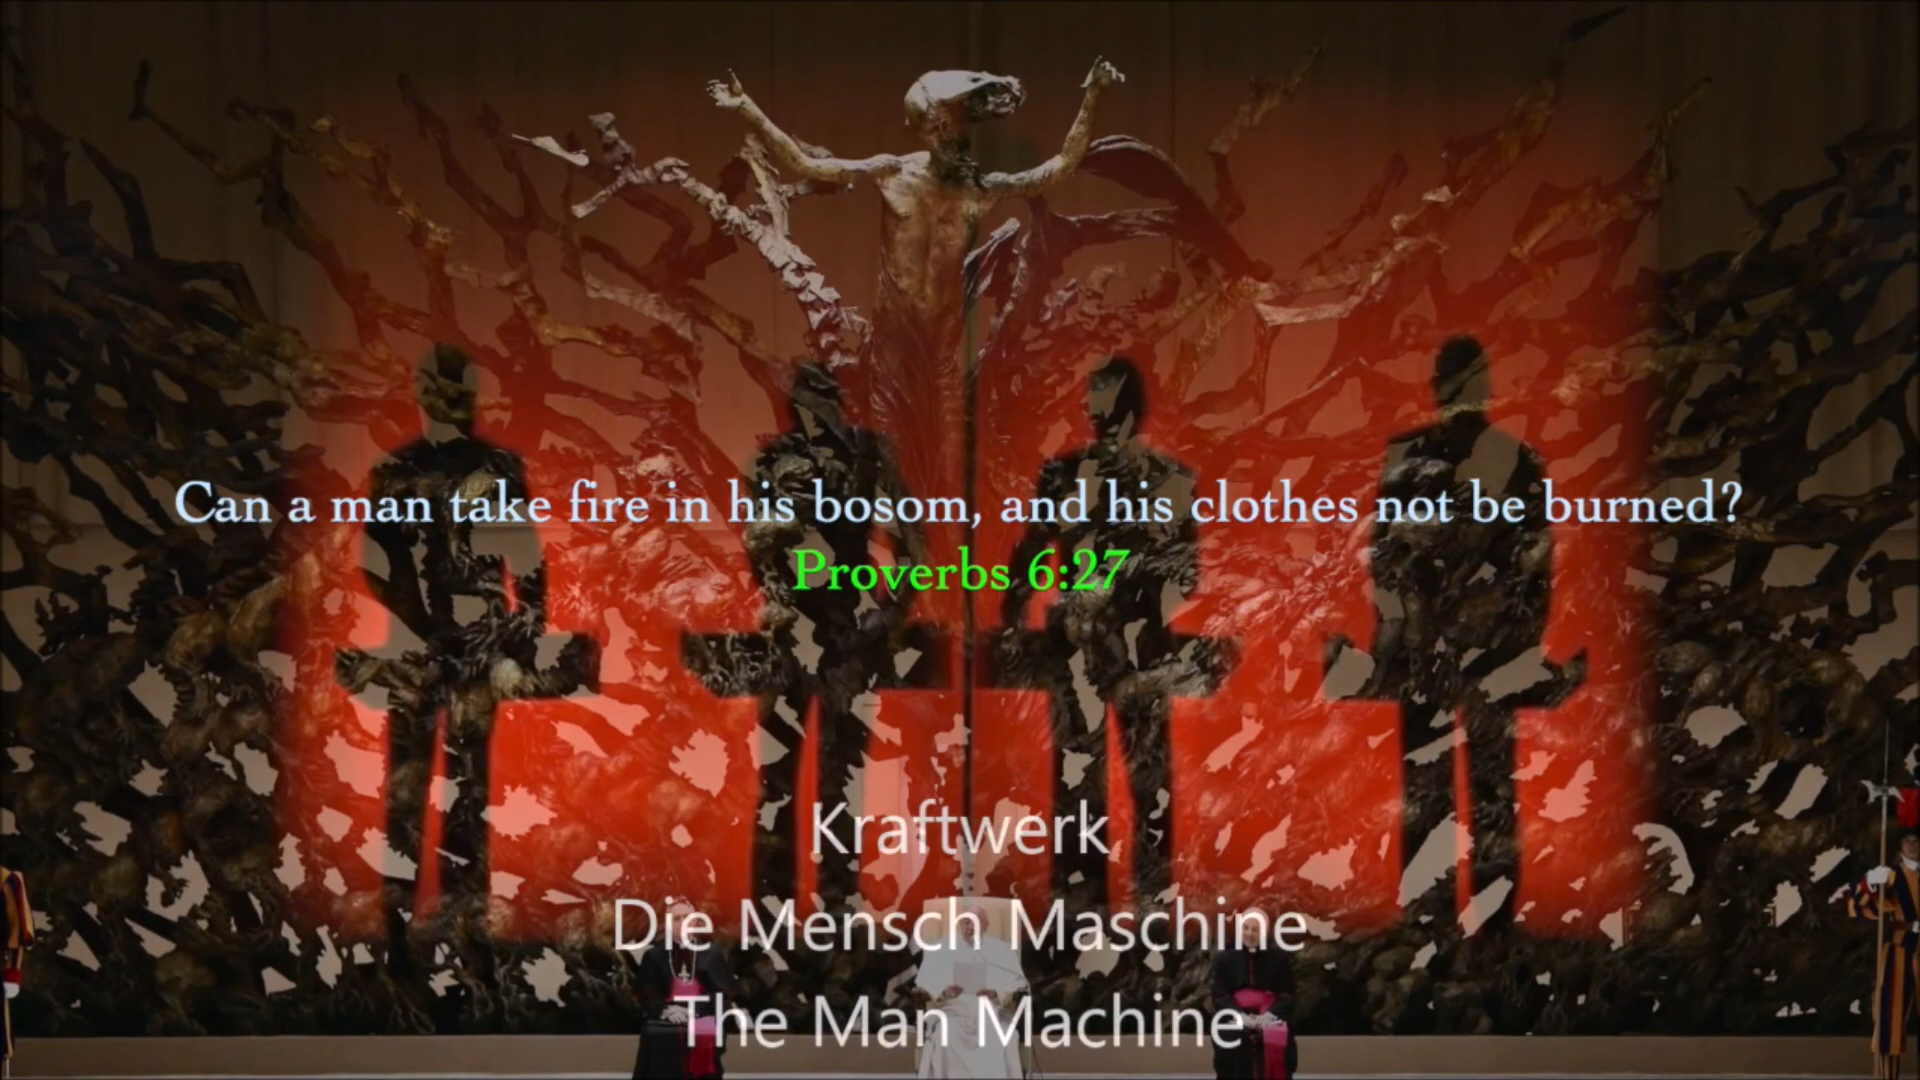 Can a man take fire in his bosom, and his clothes not be burned?
Proverbs 6:27
Kraftwerk
Die Mensch Maschine
The Man Machine